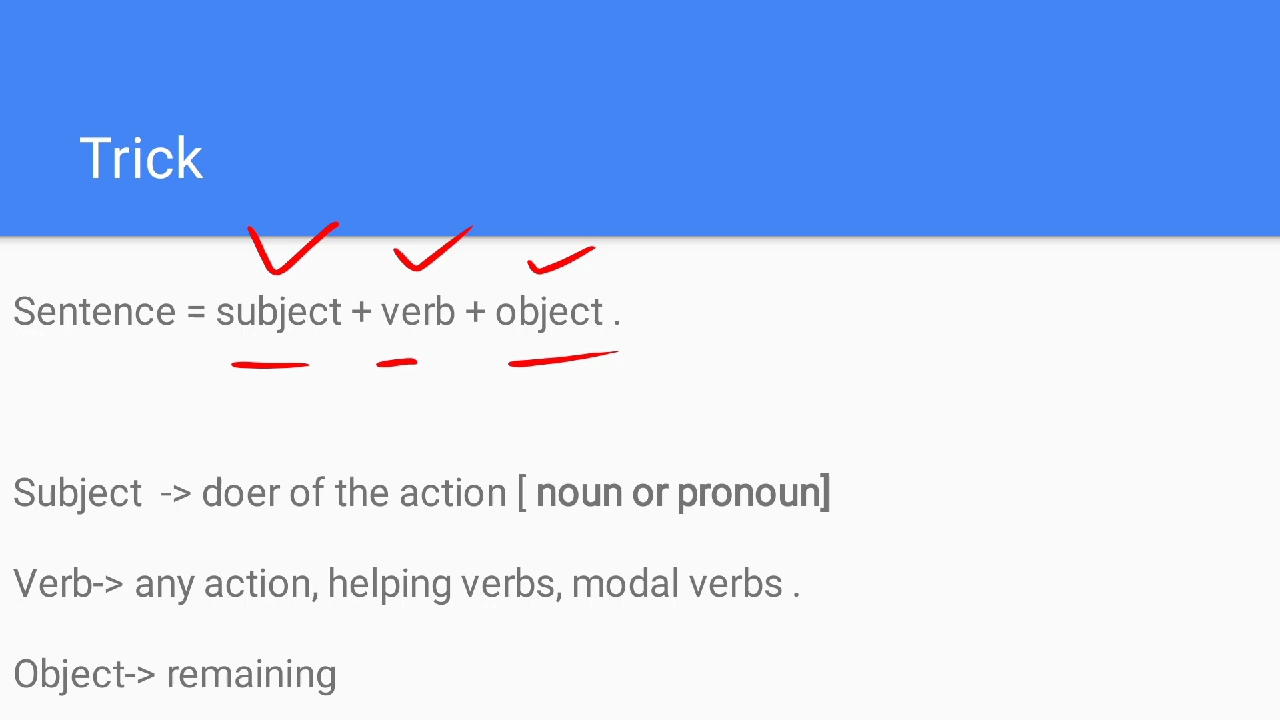 Trick
Sentence = subject + verb + object .
Subject -> doer of the action [ noun or pronoun]
Verb-> any action, helping verbs, modal verbs .
Object-> remaining